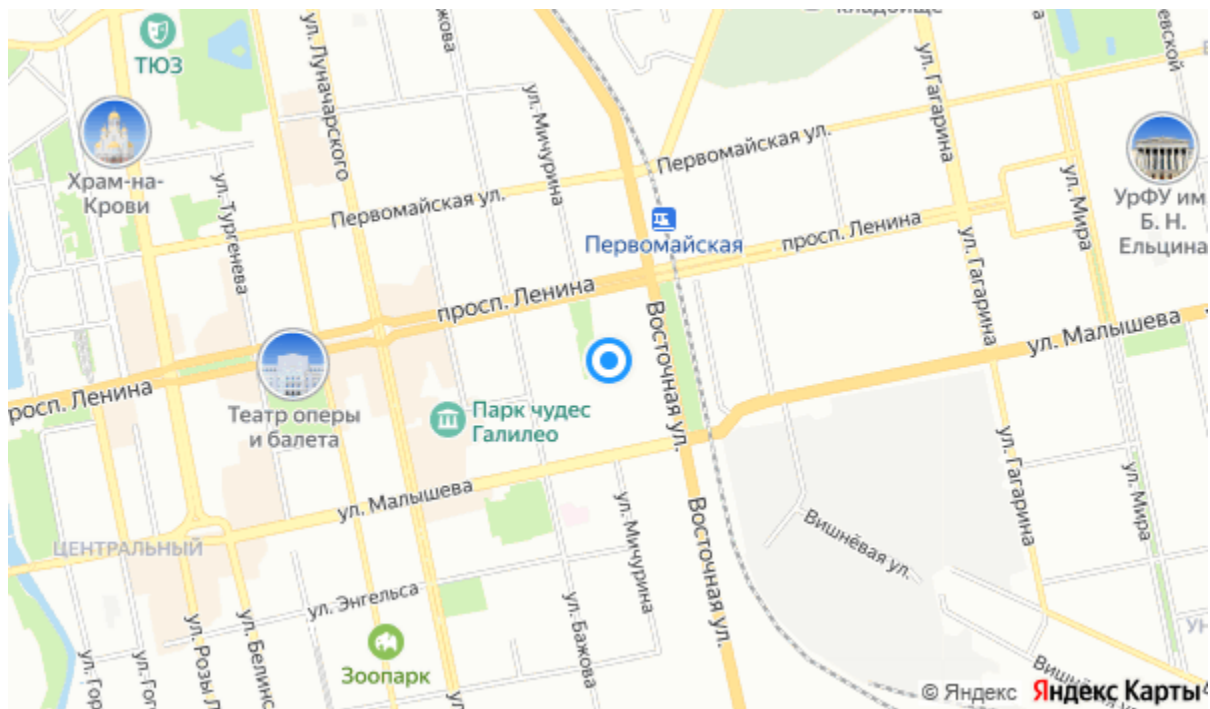 кладбище
ТЮЗ
ул. Луначарского
ул. Гагарина
ул. Мичурина
Первомайская ул.
Храм-на-
Крови
ул. Тургенева
Первомайская ул.
ул. Мира
УрФУ им.
Б. Н.
Ельцина
Первомайская
просп. Ленина
ул. Гагарина
просп. Ленина
Восточная ул.
ул. Малышева
просп. Ленина
Театр оперы
и балета
Парк чудес
Галилео
ул. Гагарина
ул. Малышева
ул. Мира
ЦЕНТРАЛЬНЫЙ
Восточная ул.
ул. Мичурина
Вишнёвая ул.
ул. Энгельса
ул. Бажова
Зоопарк
© Яндекс Яндекс Карты